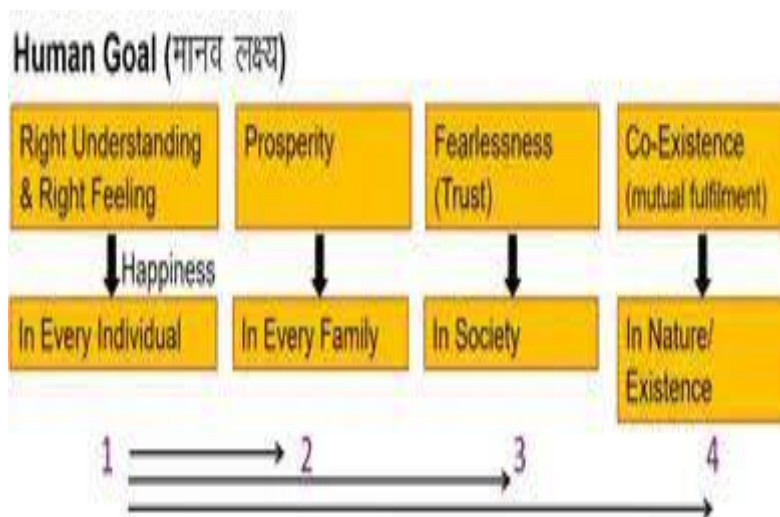 Human Goal (मानव लक्ष्य)
Right Understanding
& Right Feeling
Prosperity
Fearlessness
(Trust)
Co-Existence
(mutual fulfilment)
Happiness
In Every Individual
In Every Family
In Society
In Nature/
Existence
1
2
3
4